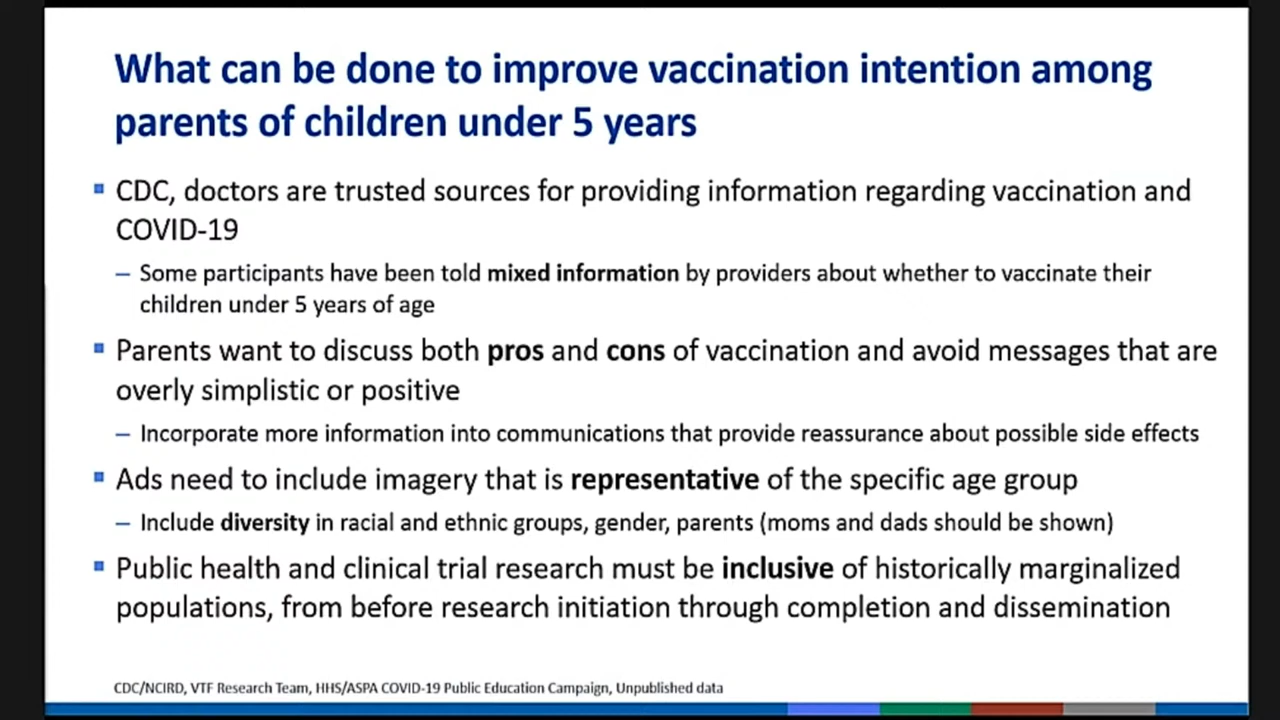 What can be done to improve vaccination intention among
parents of children under 5 years
▪ CDC, doctors are trusted sources for providing information regarding vaccination and
COVID-19
– Some participants have been told mixed information by providers about whether to vaccinate their
children under 5 years of age
▪ Parents want to discuss both pros and cons of vaccination and avoid messages that are
overly simplistic or positive
– Incorporate more information into communications that provide reassurance about possible side effects
▪ Ads need to include imagery that is representative of the specific age group
– Include diversity in racial and ethnic groups, gender, parents (moms and dads should be shown)
▪ Public health and clinical trial research must be inclusive of historically marginalized
populations, from before research initiation through completion and dissemination
CDC/NCIRD, VTF Research Team, HHS/ASPA COVID-19 Public Education Campaign, Unpublished data